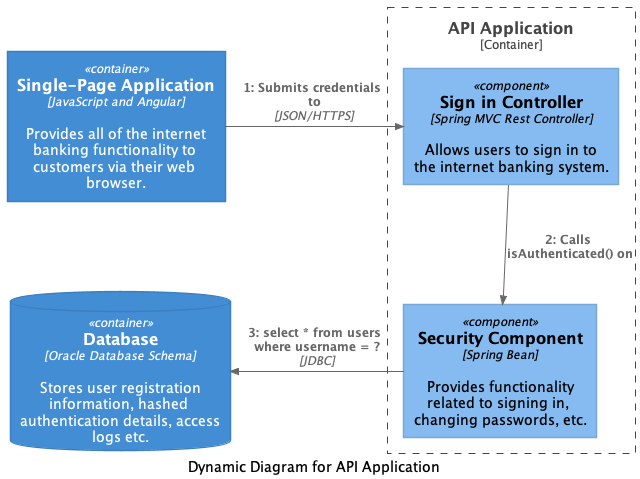 API Application
[Container]
«container»
Single-Page Application
[JavaScript and Angular]
Provides all of the internet
banking functionality to
customers via their web
browser.
1: Submits credentials
to
[JSON/HTTPS]
«component»
Sign in Controller
[Spring MVC Rest Controller]
Allows users to sign in to
the internet banking system.
2: Calls
isAuthenticated() on
«container»
Database
[Oracle Database Schema]
Stores user registration
information, hashed
authentication details, access
logs etc.
3: select * from users
where username = ?
[JDBC]
«component»
Security Component
[Spring Bean]
Provides functionality
related to signing in,
changing passwords, etc.
Dynamic Diagram for API Application